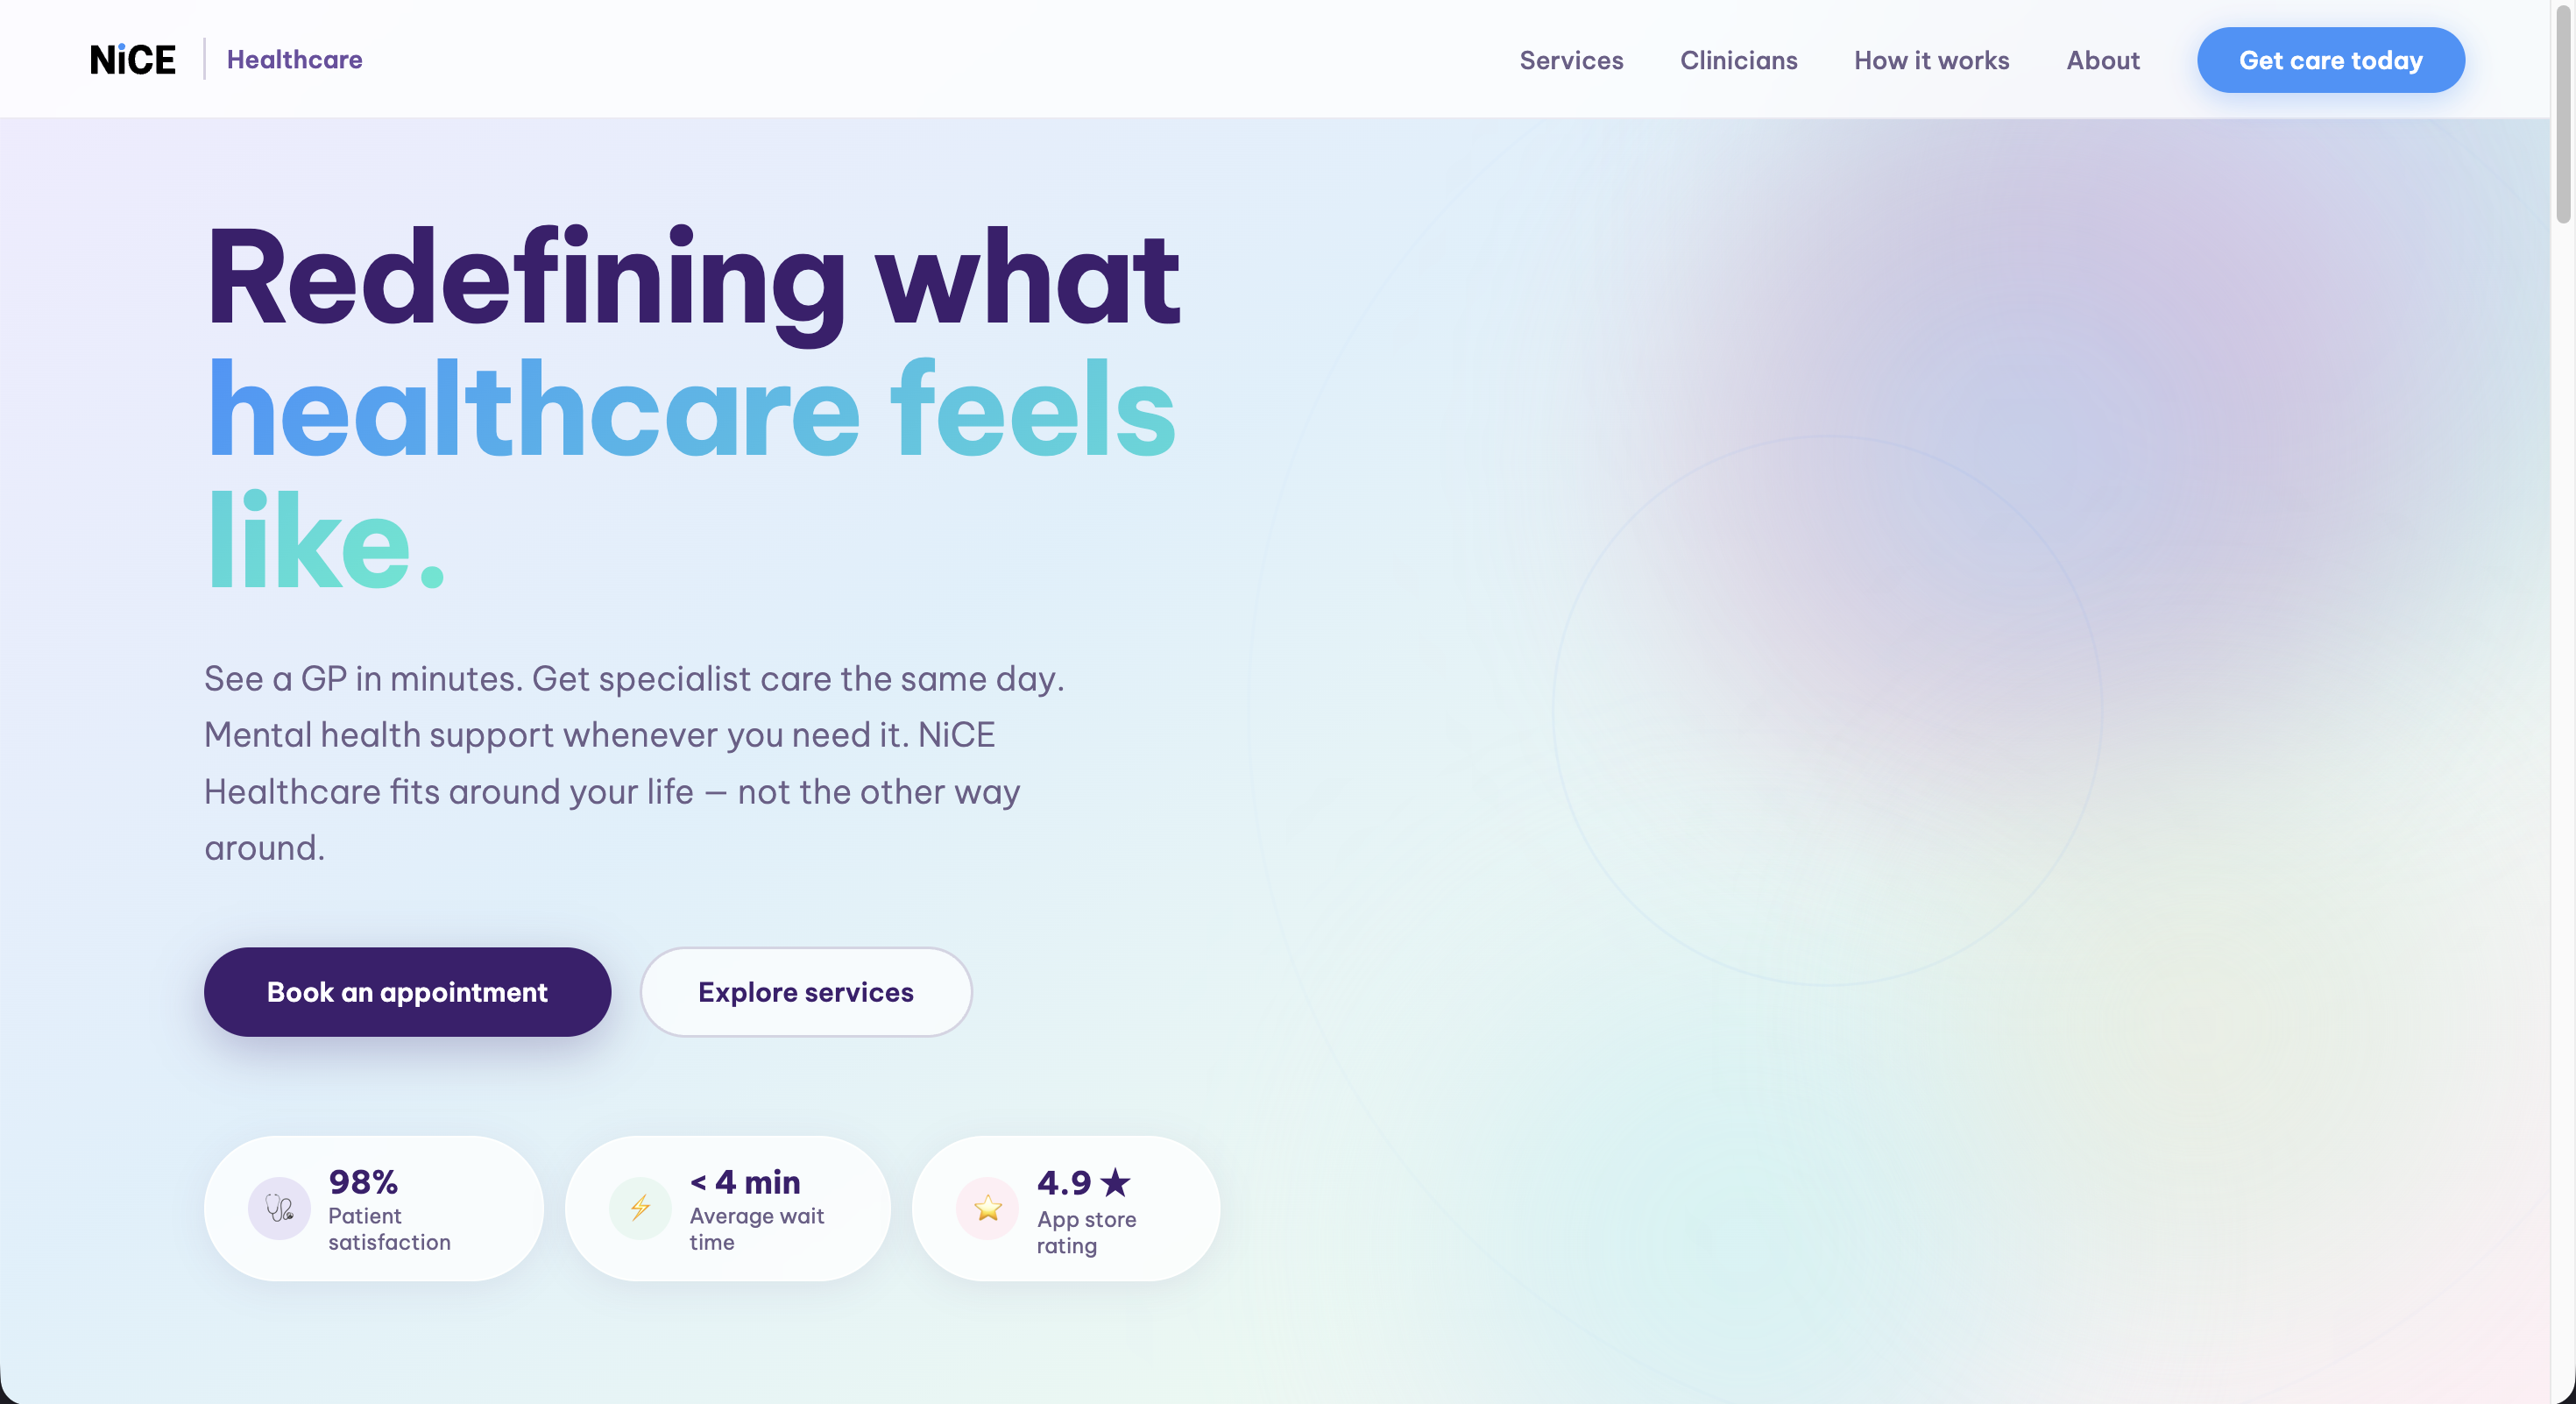 NiCE
Healthcare
Services
Clinicians
How it works
About
Get care today
Redefining what
healthcare feels
like.
See a GP in minutes. Get specialist care the same day.
Mental health support whenever you need it. NiCE
Healthcare fits around your life — not the other way
around.
Book an appointment
Explore services
98%
Patient
satisfaction
< 4 min
Average wait
time
4.9 ★
App store
rating